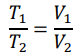 T₁/T₂ = V₁/V₂